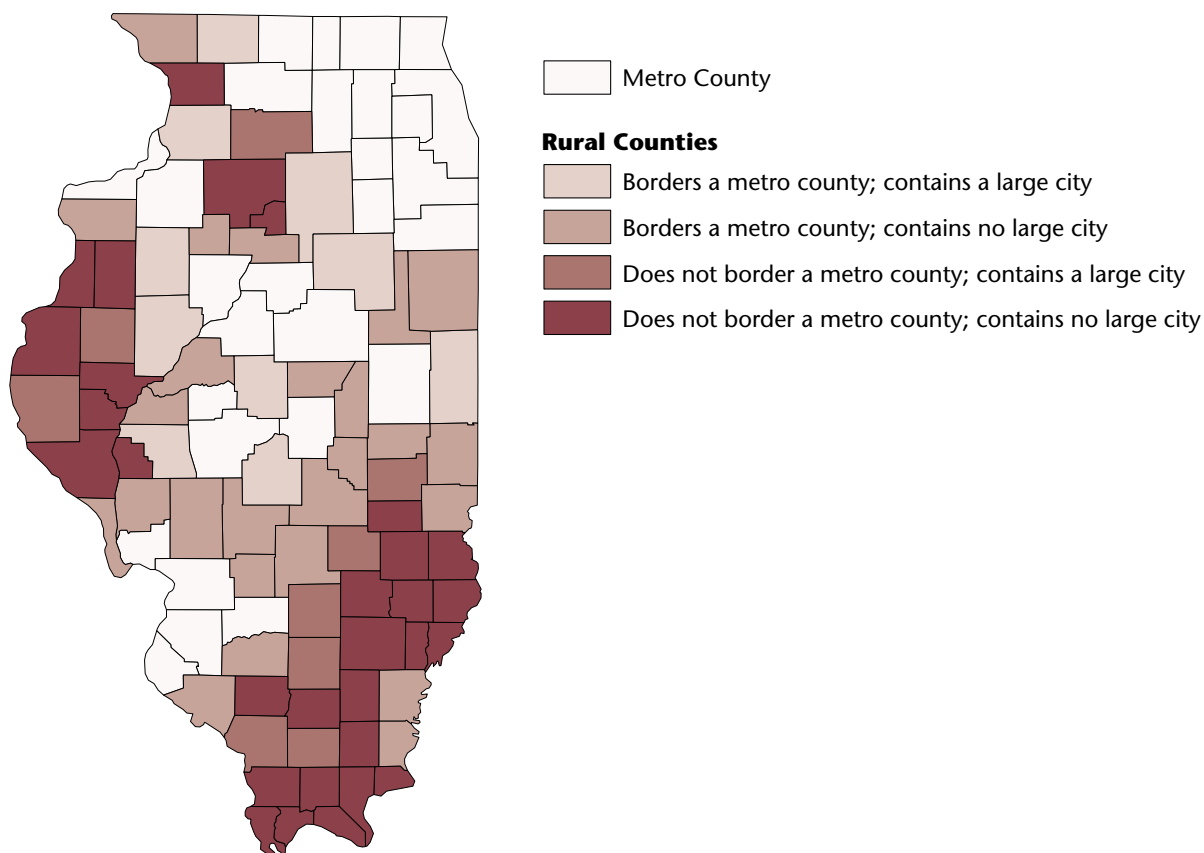 Metro County
Rural Counties
Borders a metro county; contains a large city
Borders a metro county; contains no large city
Does not border a metro county; contains a large city
Does not border a metro county; contains no large city